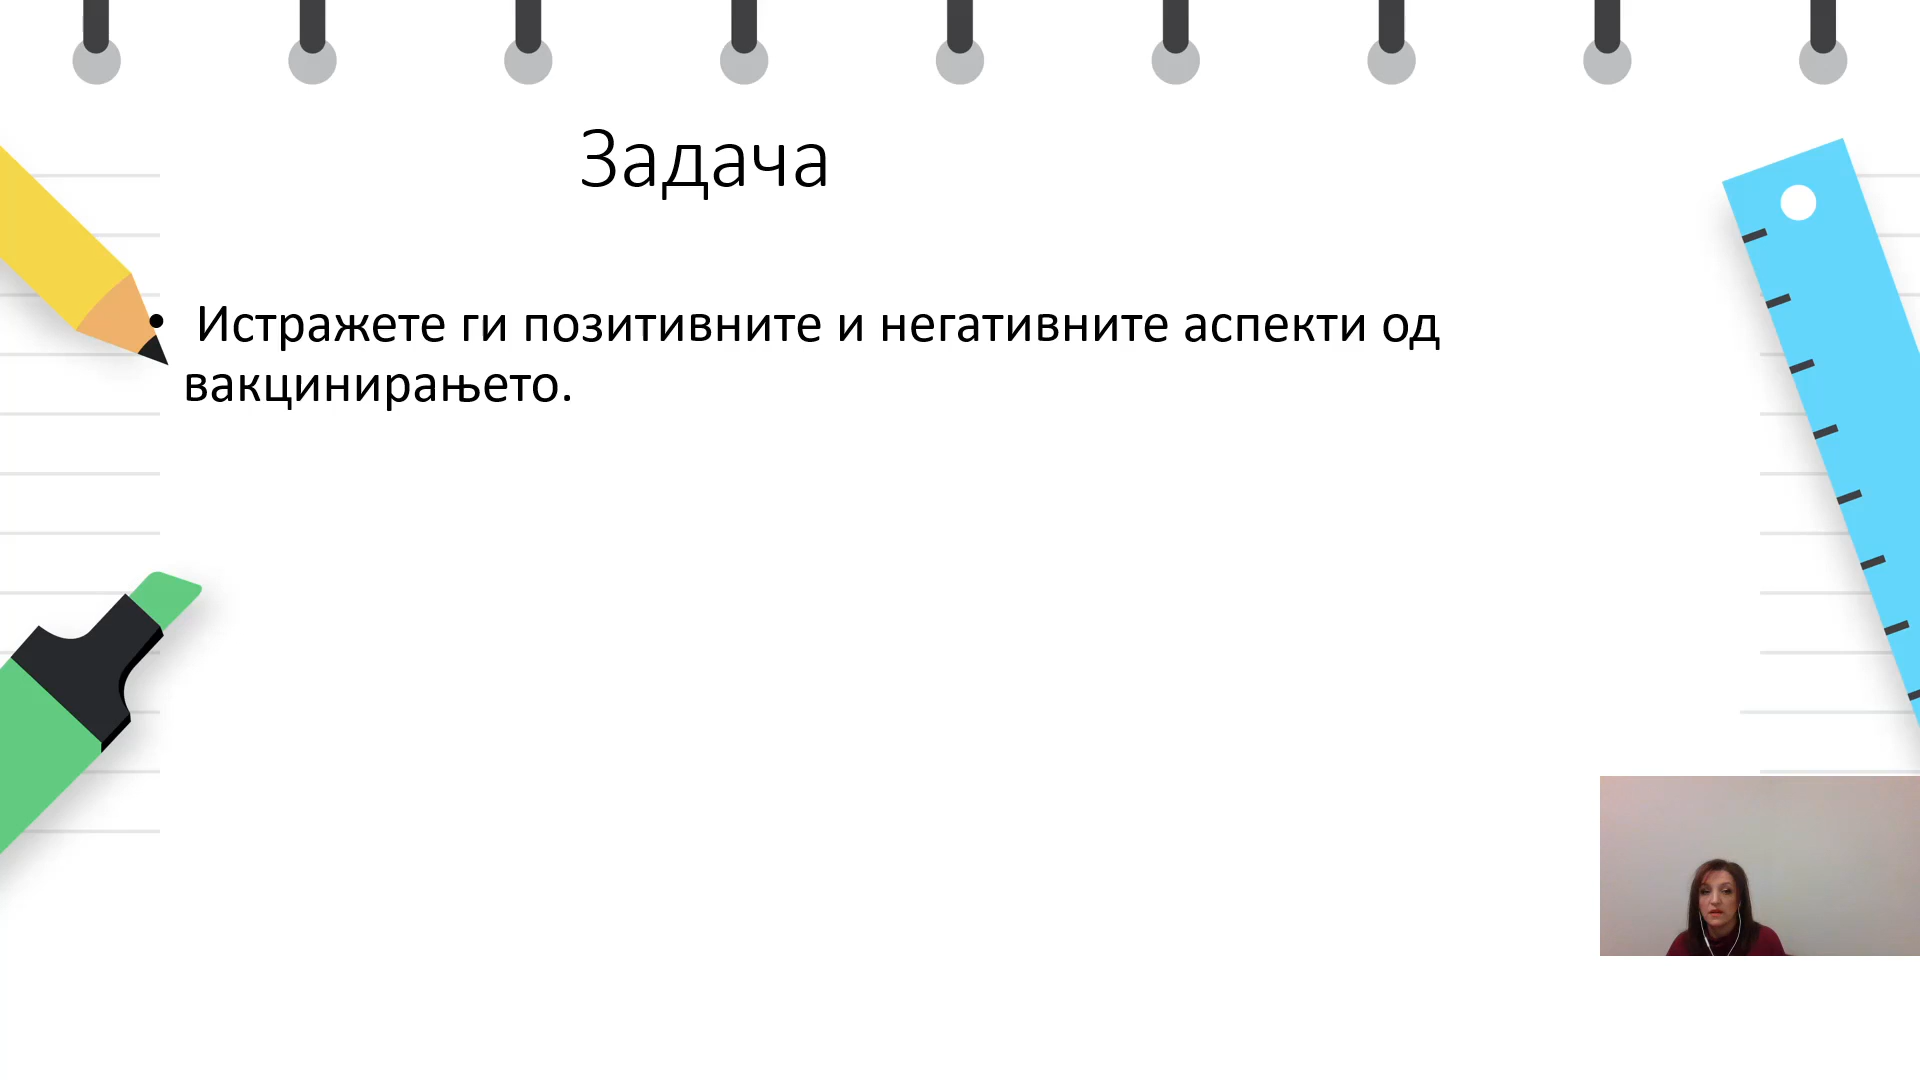 Задача
• Истражете ги позитивните и негативните аспекти од
вакцинирањето.